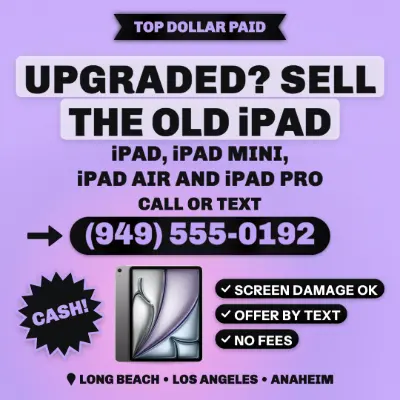 TOP DOLLAR PAID
UPGRADED? SELL
THE OLD iPAD
iPAD, iPAD MINI,
iPAD AIR AND iPAD PRO
CALL OR TEXT
(949) 555-0192
CASH!
SCREEN DAMAGE OK
OFFER BY TEXT
NO FEES
LONG BEACH • LOS ANGELES • ANAHEIM